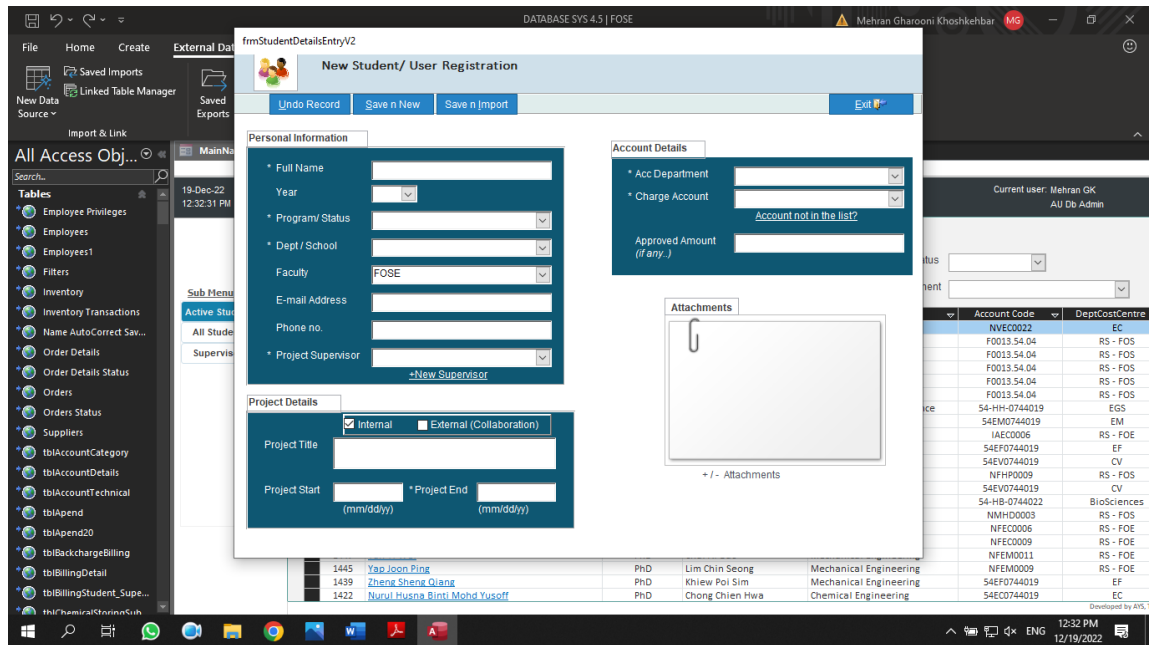 DATABASE SYS 4.5 | FOSE
Mehran Gharooni Khoshkehbar
MG
File
Home
Create
External Dat
New Data
Source
Saved Imports
Linked Table Manager
Saved
Exports
Import & Link
frmStudentDetailsEntryV2
New Student/ User Registration
Undo Record
Save n New
Save n Import
Exit
All Access Obj...
MainNa
Search..
Tables
Employee Privileges
Employees
Employees1
Filters
Inventory
Inventory Transactions
Name AutoCorrect Sav...
Order Details
Order Details Status
Orders
Orders Status
Suppliers
tblAccountCategory
tblAccountDetails
tblAccountTechnical
tblApend
tblApend20
tblBackchargeBilling
tblBillingDetail
tblBillingStudent_Supe...
tblChemicalStoringSub
19-Dec-22
12:32:31 PM
Sub Menu
Active Stud
All Stude
Supervis
Personal Information
* Full Name
Year
* Program/ Status
* Dept / School
Faculty FOSE
E-mail Address
Phone no.
* Project Supervisor
+New Supervisor
Project Details
Internal External (Collaboration)
Project Title
Project Start * Project End
(mm/dd/yy) (mm/dd/yy)
Account Details
* Acc Department
* Charge Account
Account not in the list?
Approved Amount
(if any..)
Attachments
+ / - Attachments
Current user: Mehran GK
AU Db Admin
atus
nent
Account Code DeptCostCentre
NVEC0022 EC
F0013.54.04 RS - FOS
F0013.54.04 RS - FOS
F0013.54.04 RS - FOS
F0013.54.04 RS - FOS
F0013.54.04 RS - FOS
nce 54-HH-0744019 EGS
54EM0744019 EM
IAEC0006 RS - FOE
54EF0744019 EF
54EV0744019 CV
NFHP0009 RS - FOS
54EV0744019 CV
54-HB-0744022 BioSciences
NMHD0003 RS - FOS
NFEC0006 RS - FOE
NFEC0009 RS - FOE
NFEM0011 RS - FOE
1445 Yap Joon Ping PhD Lim Chin Seong Mechanical Engineering NFEM0009 RS - FOE
1439 Zheng Sheng Qiang PhD Khiew Poi Sim Mechanical Engineering 54EF0744019 EF
1422 Nurul Husna Binti Mohd Yusoff PhD Chong Chien Hwa Chemical Engineering 54EC0744019 EC
Developed by AYS,
ENG
12:32 PM
12/19/2022